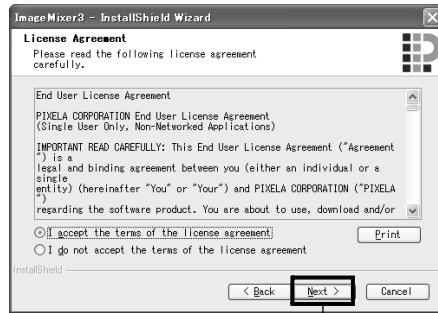 ImageMixer3 - InstallShield Wizard
License Agreement
Please read the following license agreement
carefully.
End User License Agreement
PIXELA CORPORATION End User License Agreement
(Single User Only, Non-Networked Applications)
IMPORTANT READ CAREFULLY: This End User License Agreement ("Agreement
") is a
legal and binding agreement between you (either an individual or a
single
entity) (hereinafter "You" or "Your") and PIXELA CORPORATION ("PIXELA
")
regarding the software product. You are about to use, download and/or
I accept the terms of the license agreement
Print
I do not accept the terms of the license agreement
InstallShield
< Back
Next >
Cancel